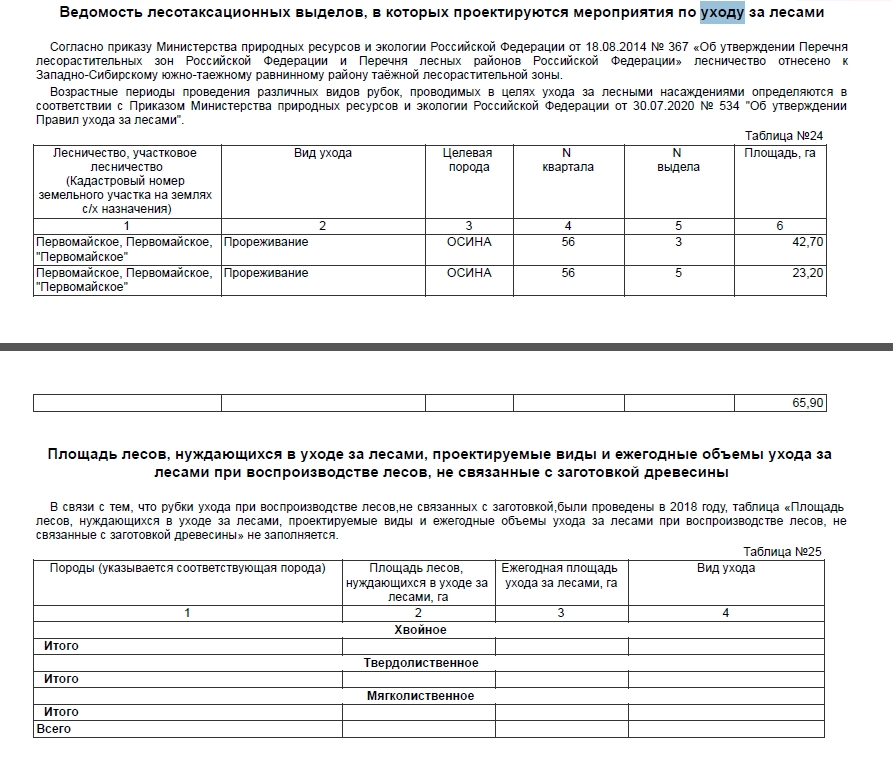 Ведомость лесотаксационных выделов, в которых проектируются мероприятия по уходу за лесами
Согласно приказу Министерства природных ресурсов и экологии Российской Федерации от 18.08.2014 № 367 «Об утверждении Перечня
лесорастительных зон Российской Федерации и Перечня лесных районов Российской Федерации» лесничество отнесено к
Западно-Сибирскому южно-таежному равнинному району таёжной лесорастительной зоны.
Возрастные периоды проведения различных видов рубок, проводимых в целях ухода за лесными насаждениями определяются в
соответствии с Приказом Министерства природных ресурсов и экологии Российской Федерации от 30.07.2020 № 534 "Об утверждении
Правил ухода за лесами".
Таблица №24
Лесничество, участковое
лесничество
(Кадастровый номер
земельного участка на землях
с/х назначения)
Вид ухода
Целевая
порода
N
квартала
N
выдела
Площадь, га
1 2 3 4 5 6
Первомайское, Первомайское, Прореживание ОСИНА 56 3 42,70
"Первомайское"
Первомайское, Первомайское, Прореживание ОСИНА 56 5 23,20
"Первомайское"
65,90
Площадь лесов, нуждающихся в уходе за лесами, проектируемые виды и ежегодные объемы ухода за
лесами при воспроизводстве лесов, не связанные с заготовкой древесины
В связи с тем, что рубки ухода при воспроизводстве лесов,не связанных с заготовкой,были проведены в 2018 году, таблица «Площадь
лесов, нуждающихся в уходе за лесами, проектируемые виды и ежегодные объемы ухода за лесами при воспроизводстве лесов, не
связанные с заготовкой древесины» не заполняется.
Таблица №25
Породы (указывается соответствующая порода)
Площадь лесов,
нуждающихся в уходе за
лесами, га
Ежегодная площадь
ухода за лесами, га
Вид ухода
1 2 3 4
Хвойное
Итого
Твердолиственное
Итого
Мягколиственное
Итого
Всего